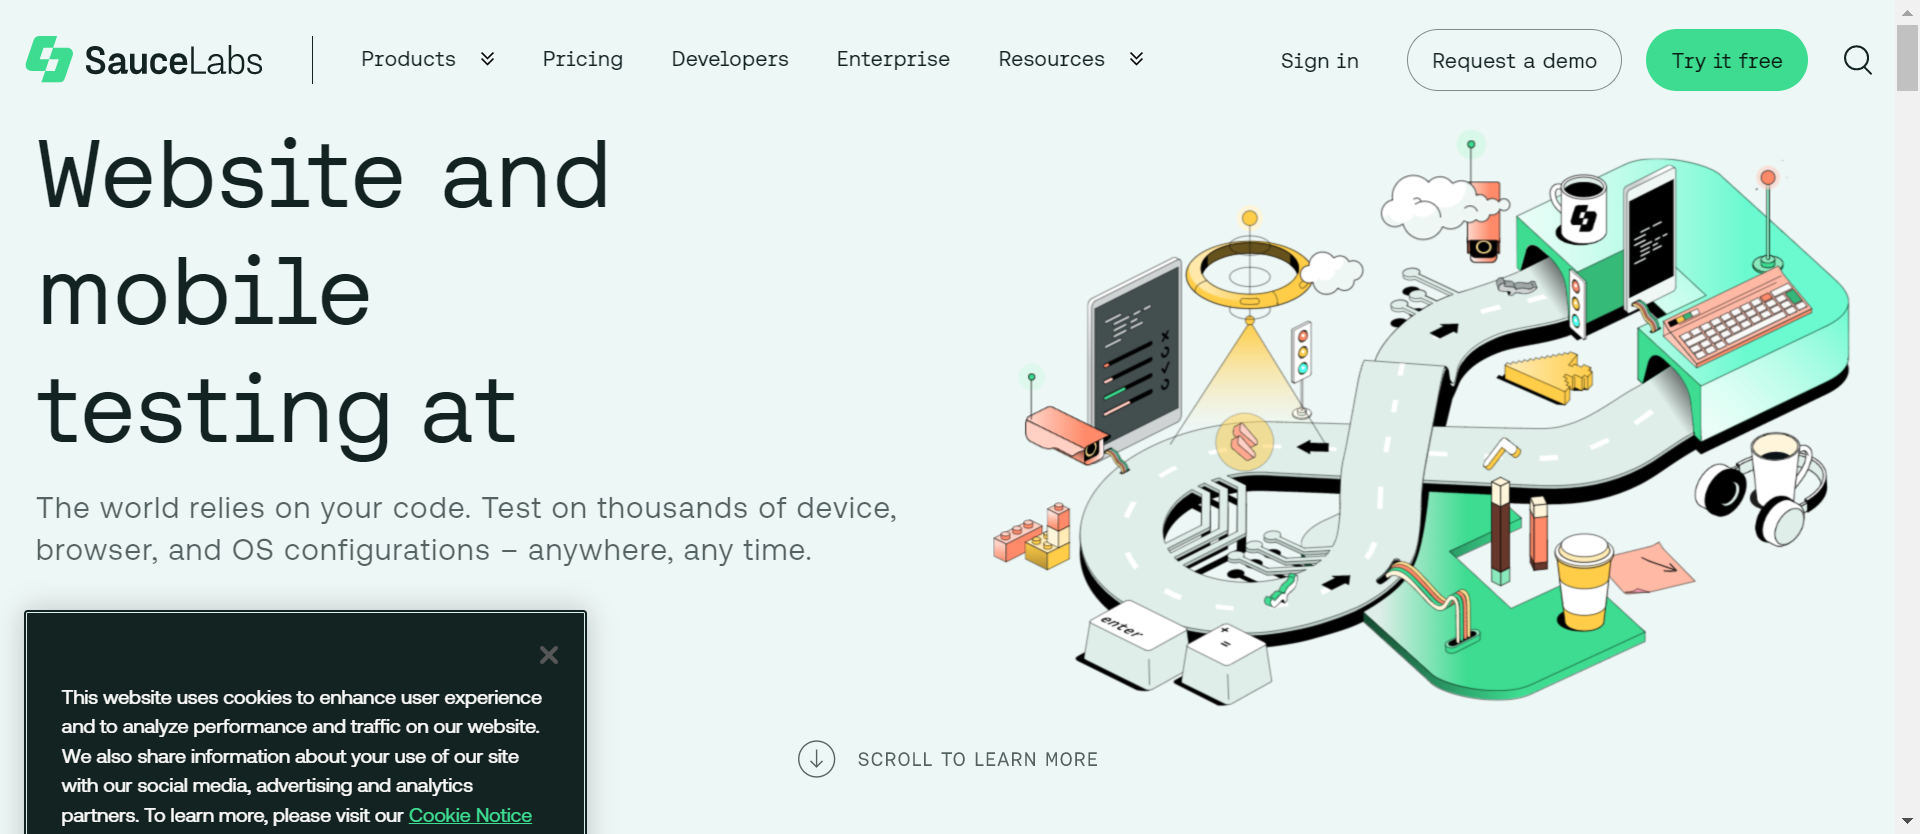 SauceLabs
Products
Pricing
Developers
Enterprise
Resources
Sign in
Request a demo
Try it free
Website and
mobile
testing at
The world relies on your code. Test on thousands of device,
browser, and OS configurations – anywhere, any time.
enter
+
=
This website uses cookies to enhance user experience
and to analyze performance and traffic on our website.
We also share information about your use of our site
with our social media, advertising and analytics
partners. To learn more, please visit our Cookie Notice
SCROLL TO LEARN MORE